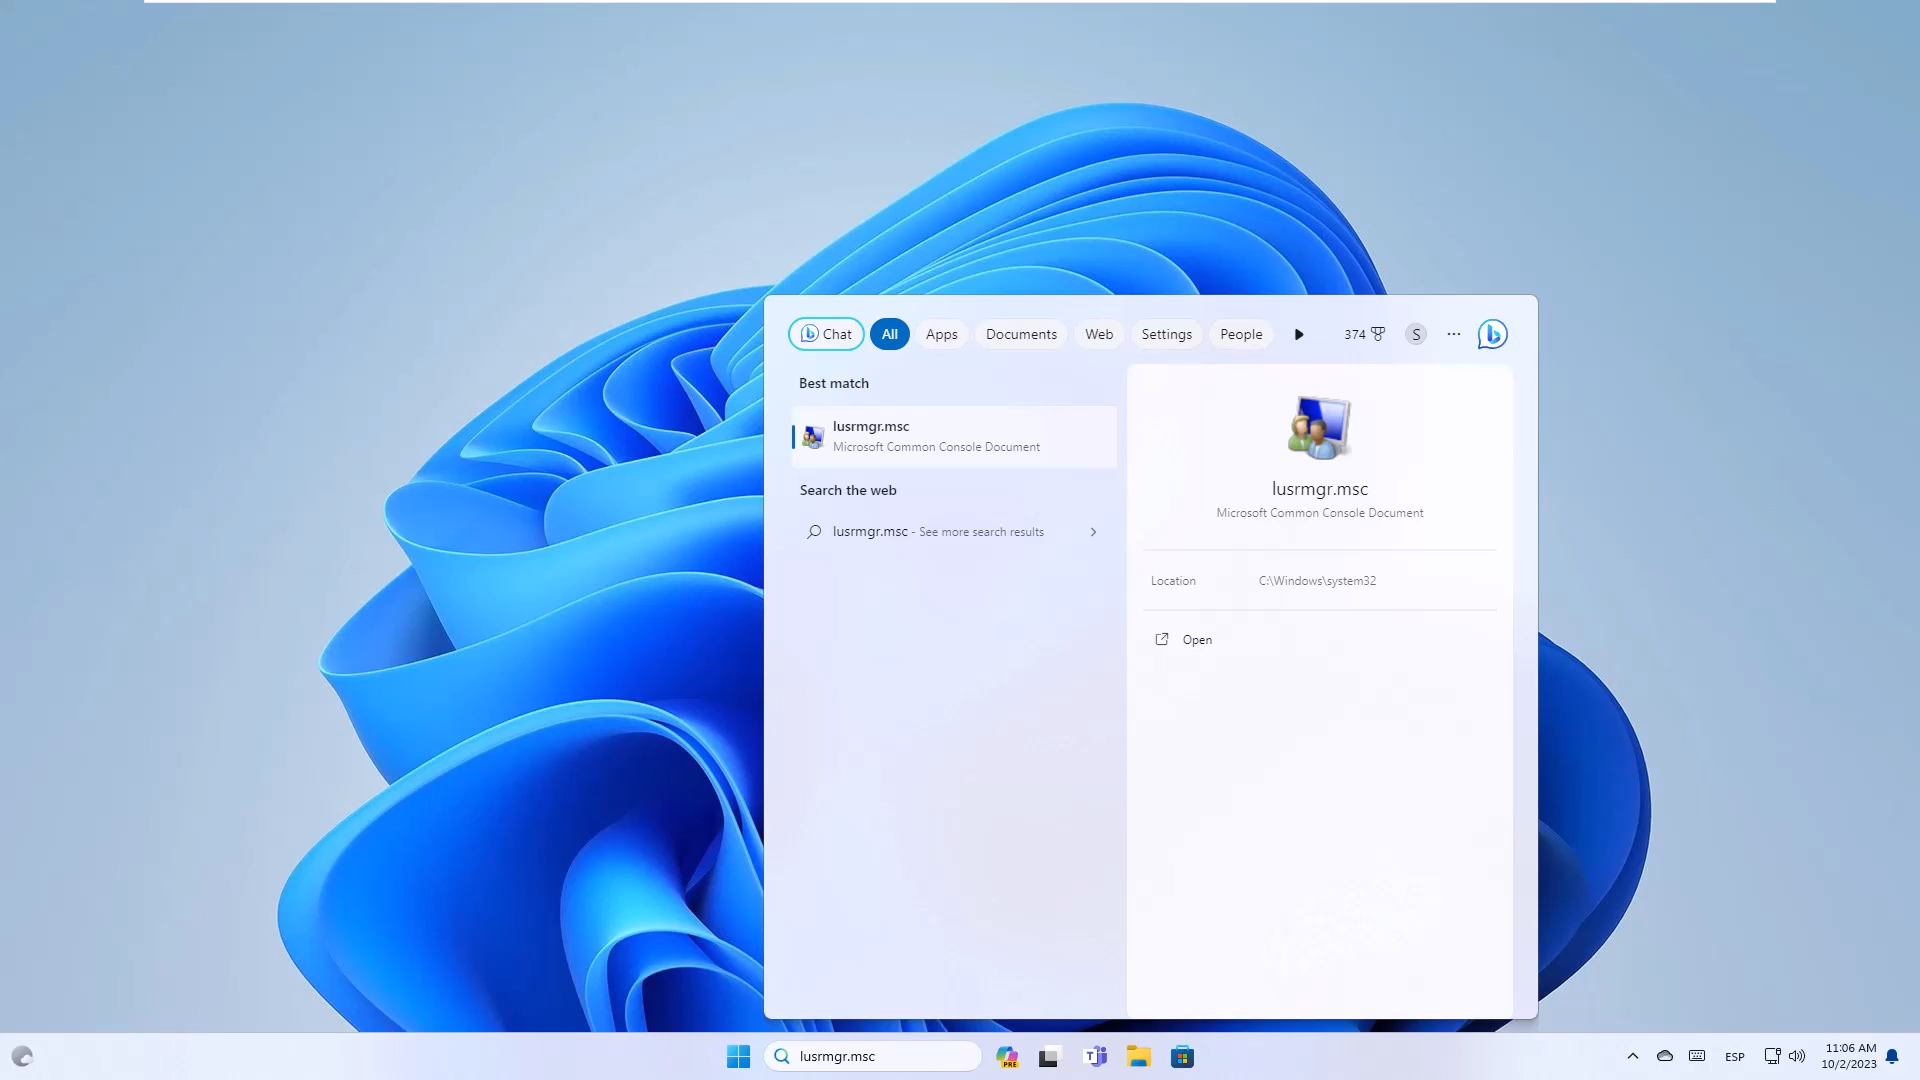 Chat
All
Apps
Documents
Web
Settings
People
374
S
Best match
lusrmgr.msc
Microsoft Common Console Document
Search the web
lusrmgr.msc - See more search results
lusrmgr.msc
Microsoft Common Console Document
Location C:\Windows\system32
Open
lusrmgr.msc
PRE
T
ESP
11:06 AM
10/2/2023